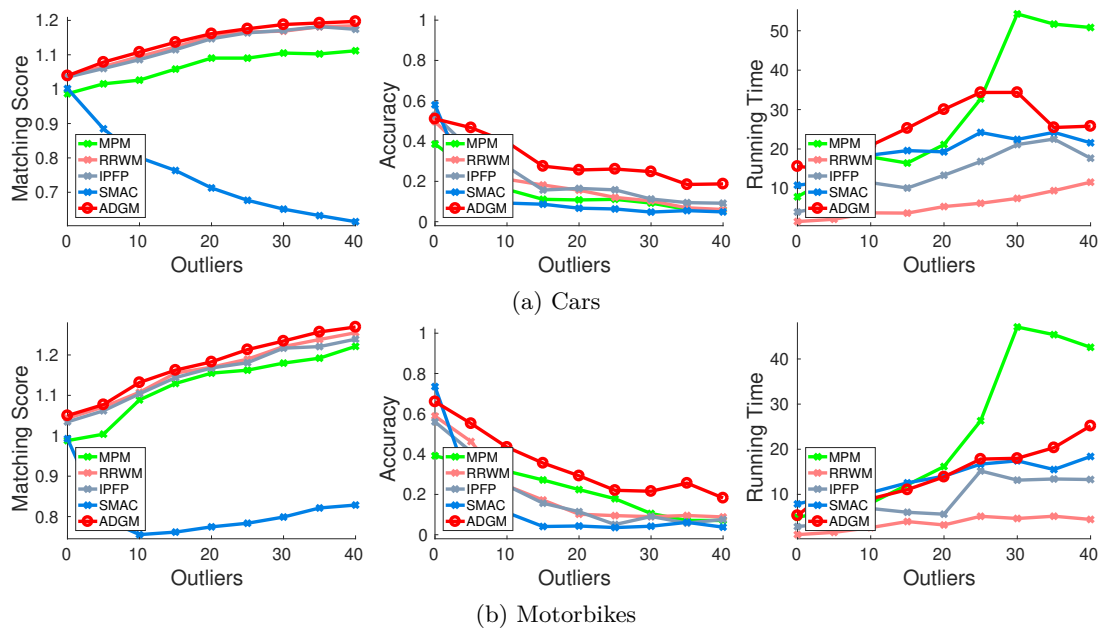 Matching Score
1.2
1.1
1
0.9
0.8
0.7
MPM
RRWM
IPFP
SMAC
ADGM
0 10 20 30 40
Outliers
Accuracy
1
0.8
0.6
0.4
0.2
0
MPM
RRWM
IPFP
SMAC
ADGM
0 10 20 30 40
Outliers
Running Time
50
40
30
20
10
MPM
RRWM
IPFP
SMAC
ADGM
0 10 20 30 40
Outliers
(a) Cars
Matching Score
1.2
1.1
1
0.9
0.8
MPM
RRWM
IPFP
SMAC
ADGM
0 10 20 30 40
Outliers
Accuracy
1
0.8
0.6
0.4
0.2
0
MPM
RRWM
IPFP
SMAC
ADGM
0 10 20 30 40
Outliers
Running Time
40
30
20
10
MPM
RRWM
IPFP
SMAC
ADGM
0 10 20 30 40
Outliers
(b) Motorbikes